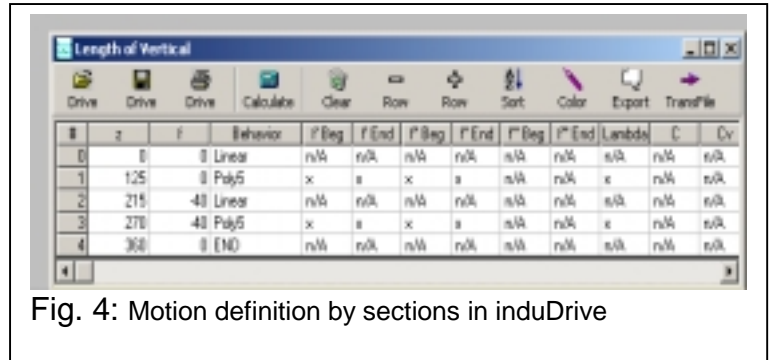 Length of Vertical
Drive Drive Drive Calculate Clear Row Row Sort Color Export TransFile
# z f Behavior f' Beg f' End f'' Beg f'' End f''' Beg f''' End Lambda C Cv
0 0 0 Linear n/A n/A n/A n/A n/A n/A n/A n/A n/A
1 125 0 Poly5 x x x x n/A n/A x n/A n/A
2 215 -40 Linear n/A n/A n/A n/A n/A n/A n/A n/A n/A
3 270 -40 Poly5 x x x x n/A n/A x n/A n/A
4 360 0 END n/A n/A n/A n/A n/A n/A n/A n/A n/A
Fig. 4: Motion definition by sections in induDrive